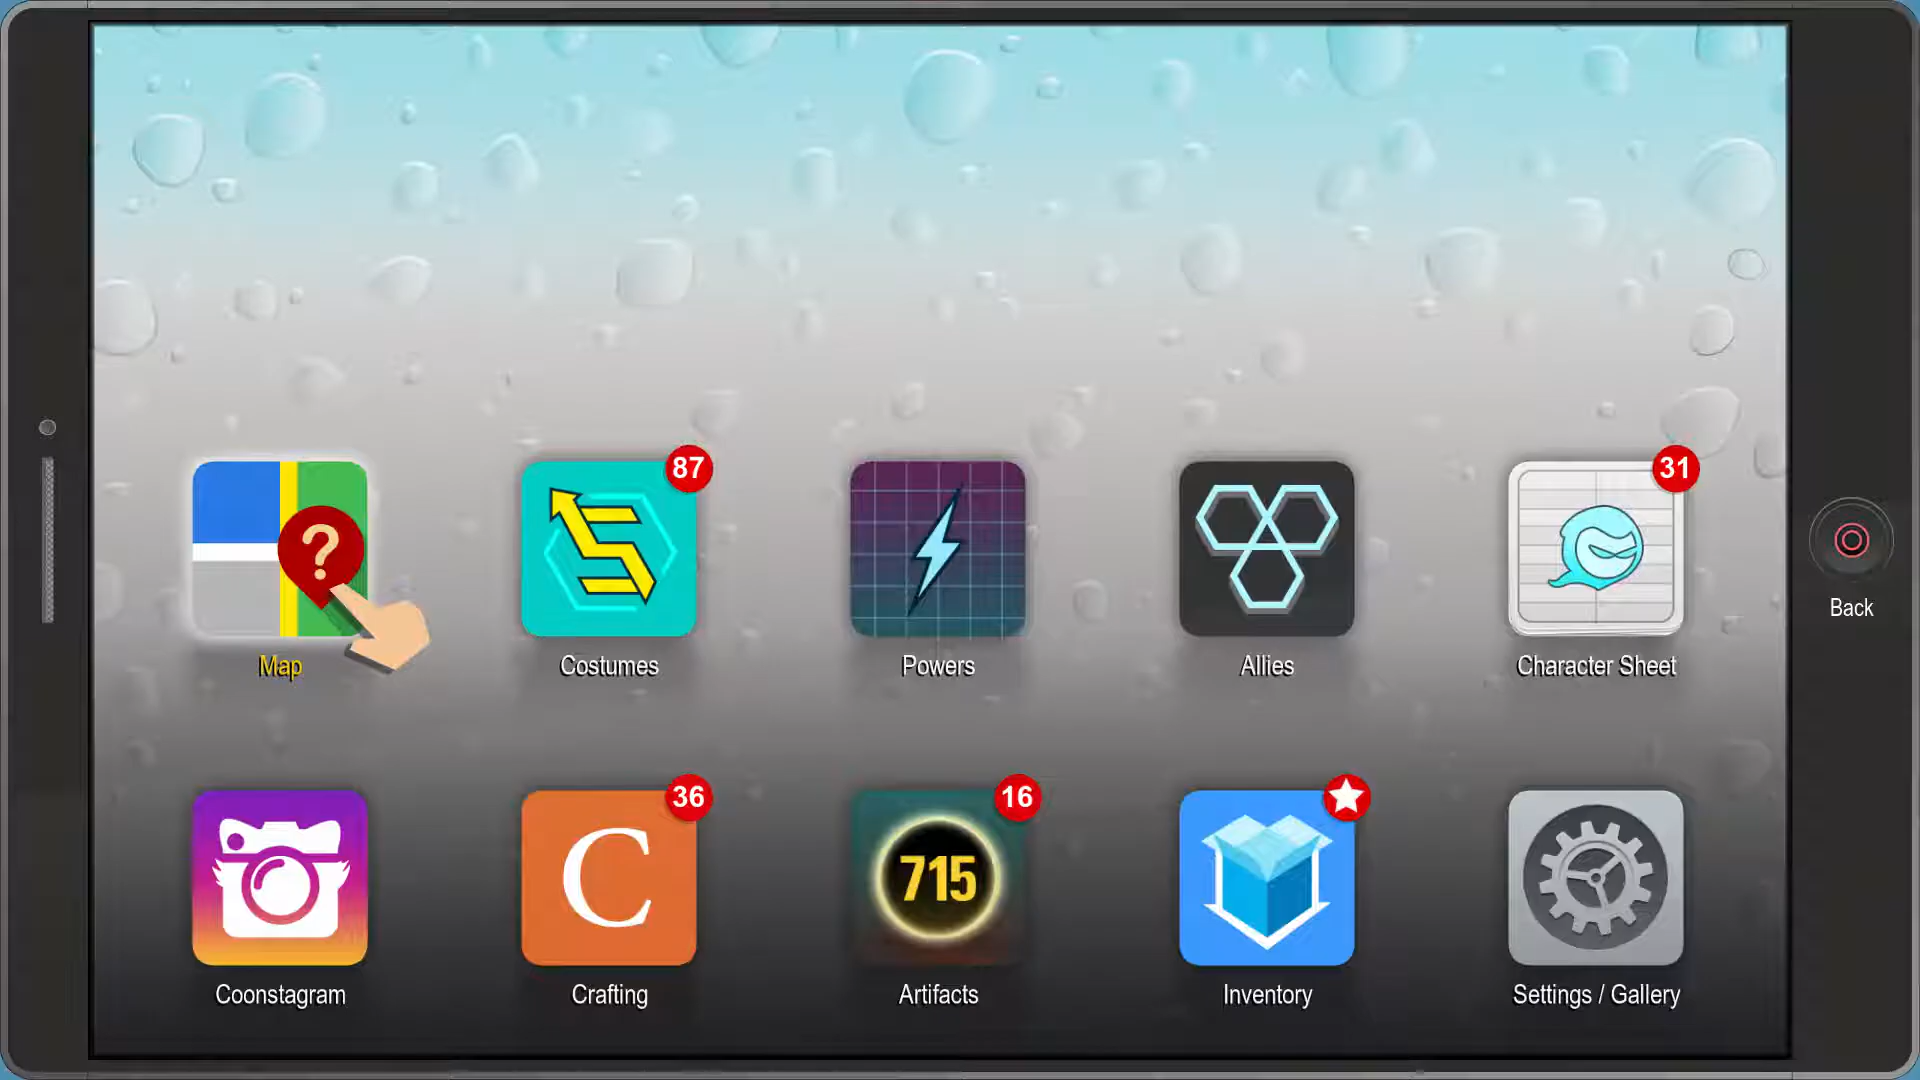 87
31
?
Back
Map
Costumes
Powers
Allies
Character Sheet
36
16
C
715
Coonstagram
Crafting
Artifacts
Inventory
Settings / Gallery